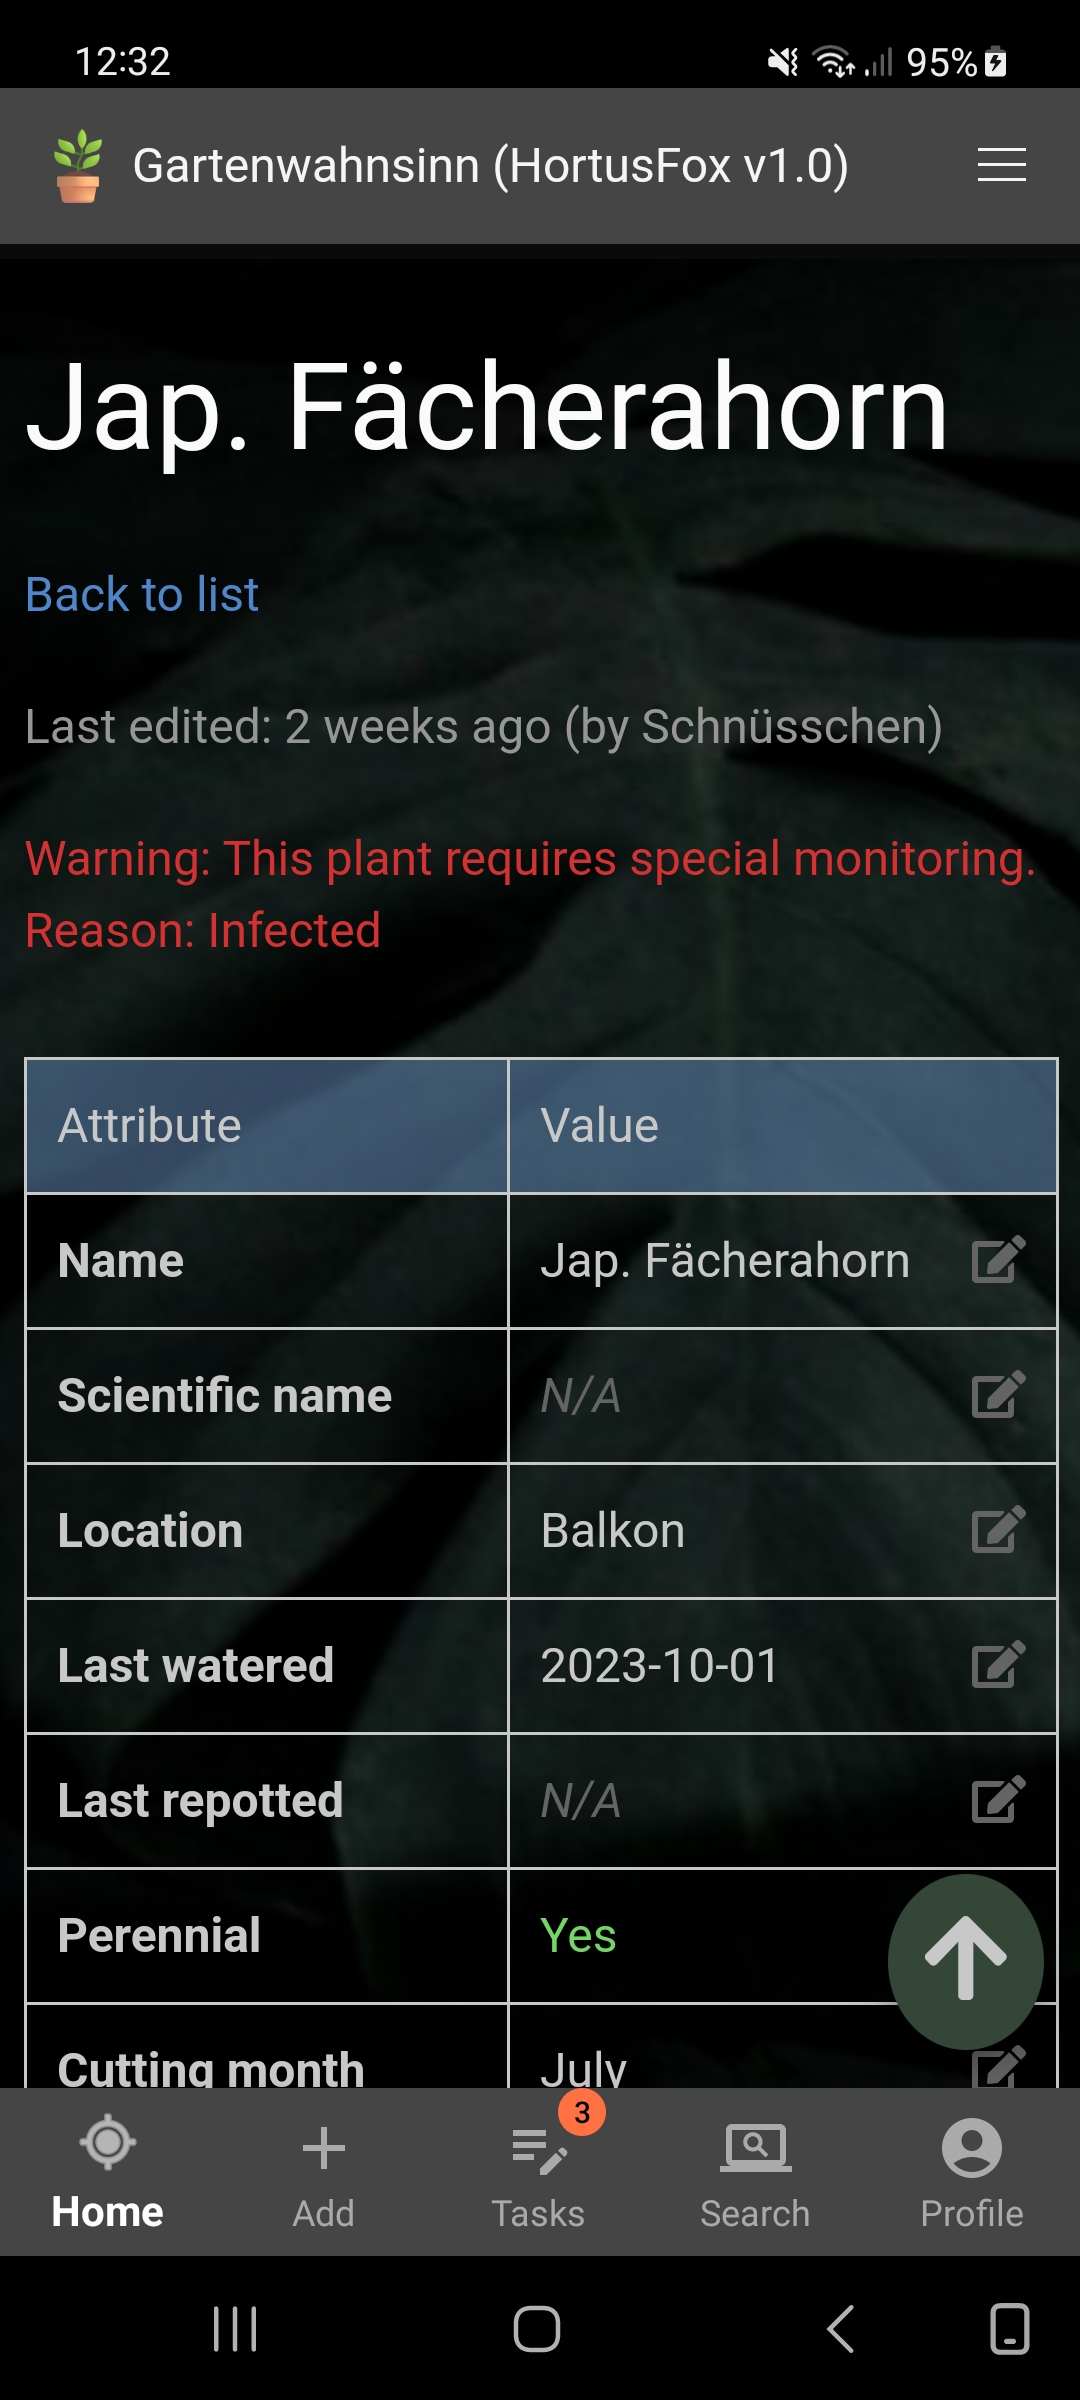 12:32
95%
Gartenwahnsinn (HortusFox v1.0)
Jap. Fächerahorn
Back to list
Last edited: 2 weeks ago (by Schnüsschen)
Warning: This plant requires special monitoring.
Reason: Infected
Attribute Value
Name Jap. Fächerahorn
Scientific name N/A
Location Balkon
Last watered 2023-10-01
Last repotted N/A
Perennial Yes
Cutting month July
3
Home Add Tasks Search Profile